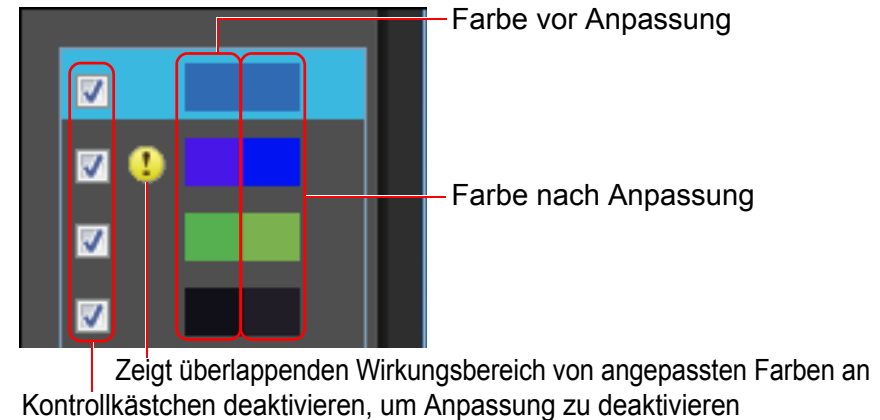 Farbe vor Anpassung
Farbe nach Anpassung
Zeigt überlappenden Wirkungsbereich von angepassten Farben an
Kontrollkästchen deaktivieren, um Anpassung zu deaktivieren